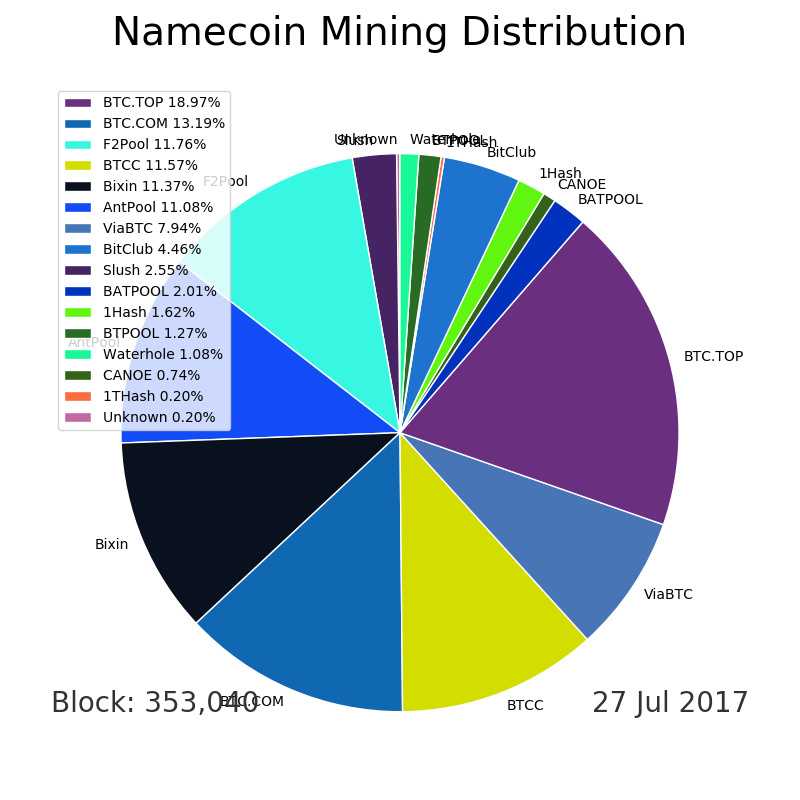 Namecoin Mining Distribution
BTC.TOP 18.97%
BTC.COM 13.19%
F2Pool 11.76%
BTCC 11.57%
Bixin 11.37%
AntPool 11.08%
ViaBTC 7.94%
BitClub 4.46%
Slush 2.55%
BATPOOL 2.01%
1Hash 1.62%
BTPOOL 1.27%
Waterhole 1.08%
CANOE 0.74%
1THash 0.20%
Unknown 0.20%
Unknown
Slush
Waterhole
BTPOOL
1THash
BitClub
1Hash
CANOE
BATPOOL
F2Pool
AntPool
BTC.TOP
Bixin
ViaBTC
BTC.COM
BTCC
Block: 353,040
27 Jul 2017